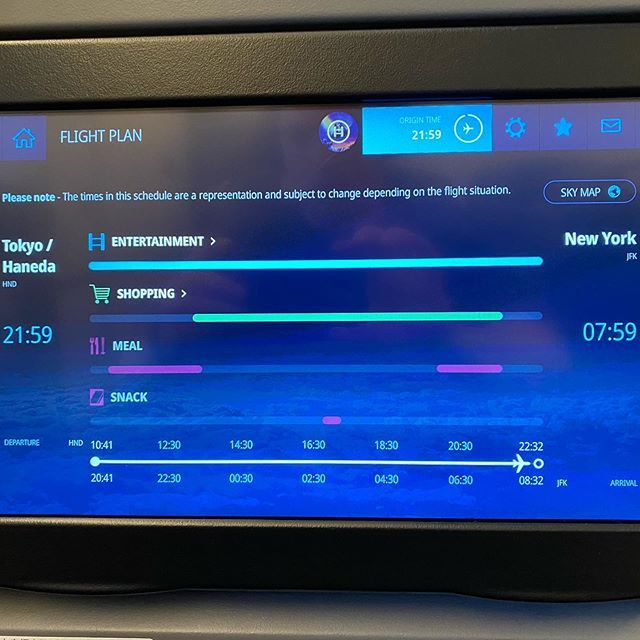 FLIGHT PLAN
ORIGIN TIME
21:59
Please note - The times in this schedule are a representation and subject to change depending on the flight situation.
SKY MAP
Tokyo /
Haneda
HND
21:59
New York
JFK
07:59
ENTERTAINMENT >
SHOPPING >
MEAL
SNACK
DEPARTURE HND 10:41 12:30 14:30 16:30 18:30 20:30 22:32
20:41 22:30 00:30 02:30 04:30 06:30 08:32 JFK ARRIVAL